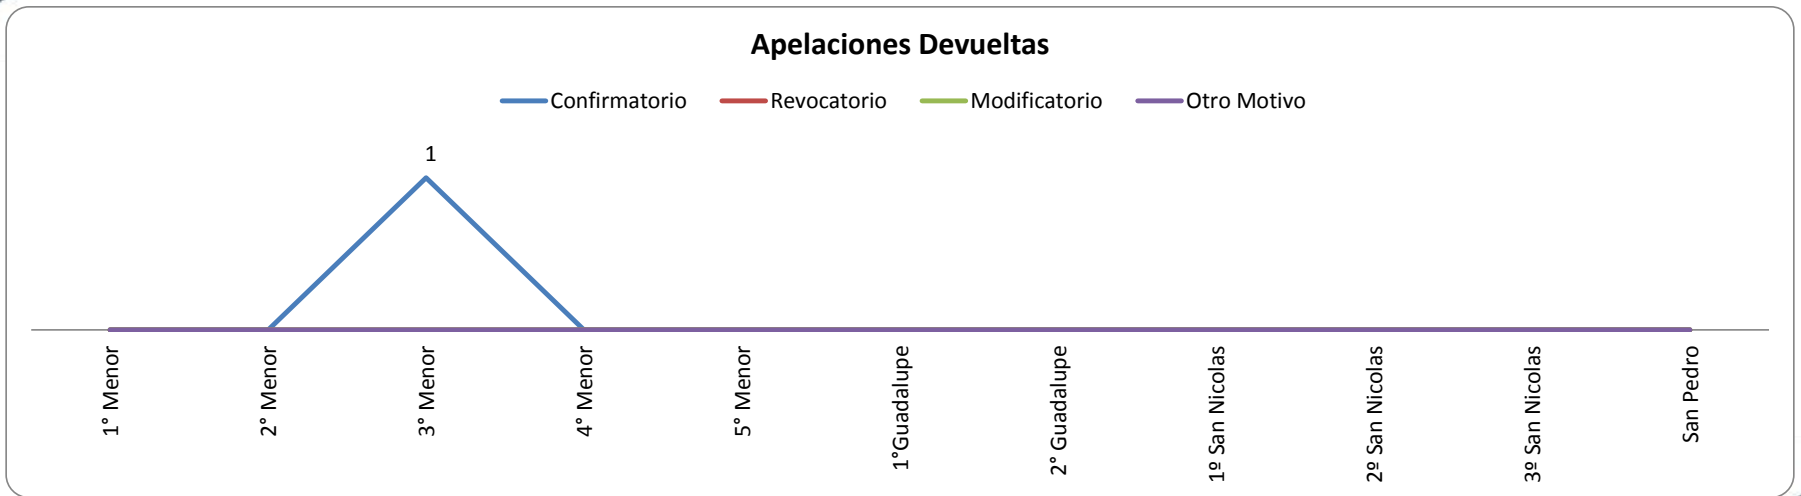 Apelaciones Devueltas
Confirmatorio Revocatorio Modificatorio Otro Motivo
1
1° Menor
2° Menor
3° Menor
4° Menor
5° Menor
1°Guadalupe
2° Guadalupe
1º San Nicolas
2º San Nicolas
3º San Nicolas
San Pedro